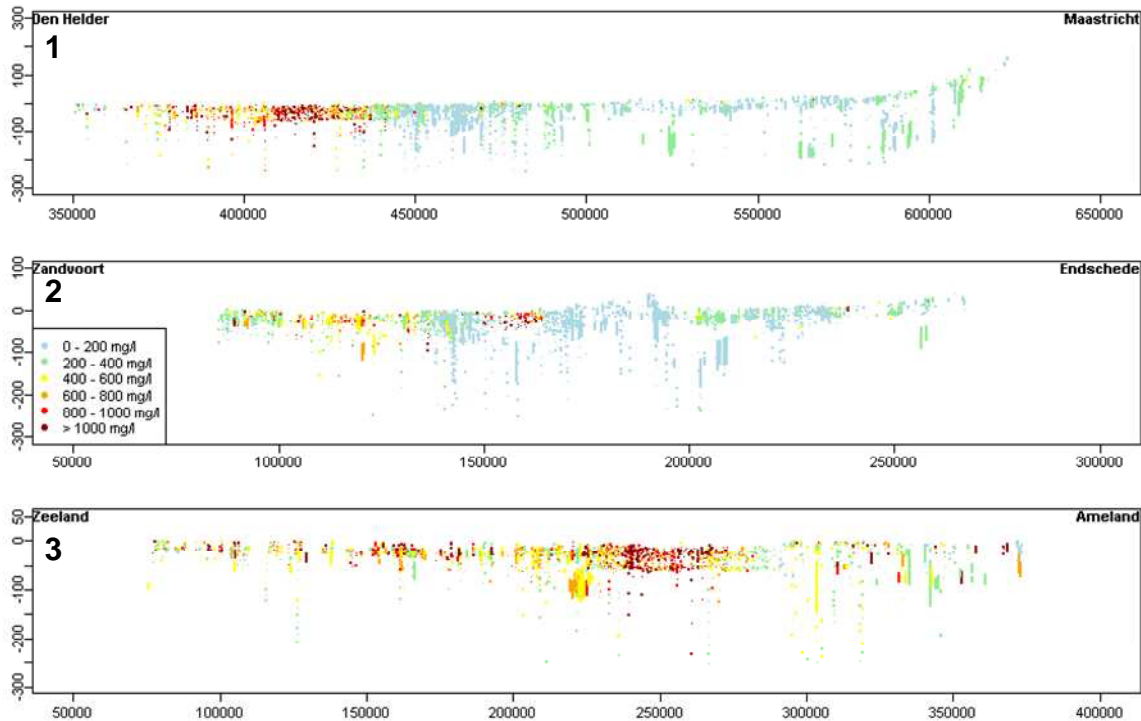 Den Helder Maastricht
1
300
100
-100
-300
350000 400000 450000 500000 550000 600000 650000
Zandvoort Endschede
2
100
0
-100
-200
-300
0 - 200 mg/l
200 - 400 mg/l
400 - 600 mg/l
600 - 800 mg/l
800 - 1000 mg/l
> 1000 mg/l
50000 100000 150000 200000 250000 300000
Zeeland Ameland
3
50
0
-100
-200
-300
50000 100000 150000 200000 250000 300000 350000 400000